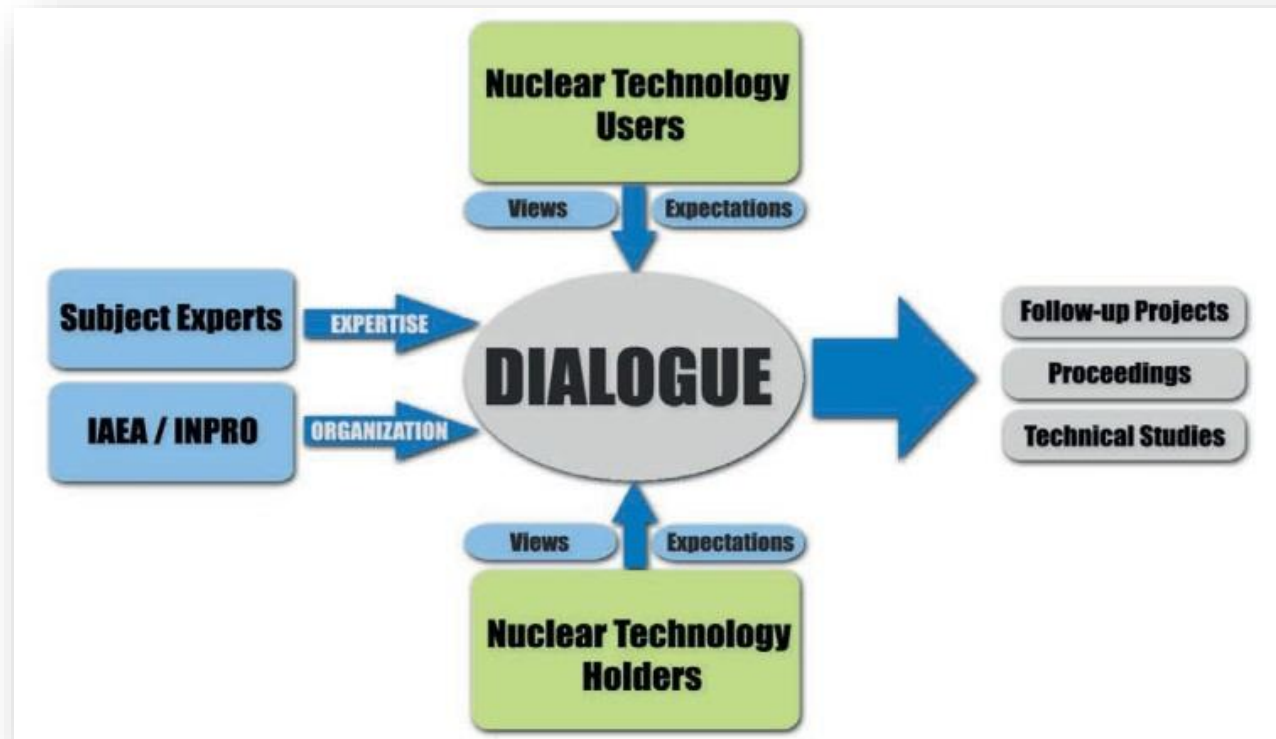 Nuclear Technology
Users
Views
Expectations
Subject Experts
EXPERTISE
IAEA / INPRO
ORGANIZATION
DIALOGUE
Follow-up Projects
Proceedings
Technical Studies
Views
Expectations
Nuclear Technology
Holders